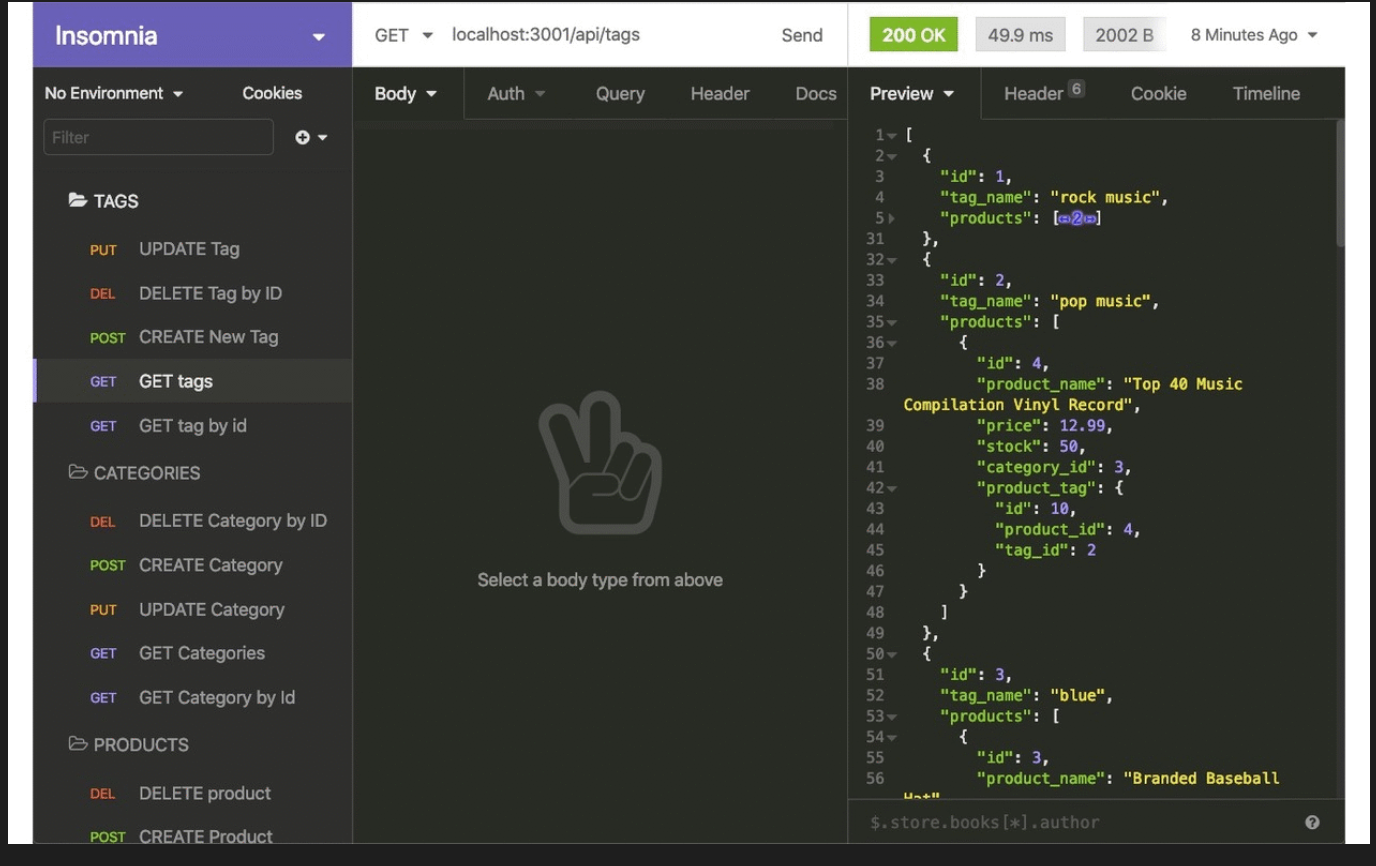 Insomnia
GET localhost:3001/api/tags Send
200 OK 49.9 ms 2002 B 8 Minutes Ago
No Environment Cookies
Body Auth Query Header Docs
Preview Header 6 Cookie Timeline
Filter
TAGS
PUT UPDATE Tag
DEL DELETE Tag by ID
POST CREATE New Tag
GET GET tags
GET GET tag by id
CATEGORIES
DEL DELETE Category by ID
POST CREATE Category
PUT UPDATE Category
GET GET Categories
GET GET Category by Id
PRODUCTS
DEL DELETE product
POST CREATE Product
Select a body type from above
1 [
2 {
3 "id": 1,
4 "tag_name": "rock music",
5 "products": [↔2↔]
31 },
32 {
33 "id": 2,
34 "tag_name": "pop music",
35 "products": [
36 {
37 "id": 4,
38 "product_name": "Top 40 Music
Compilation Vinyl Record",
39 "price": 12.99,
40 "stock": 50,
41 "category_id": 3,
42 "product_tag": {
43 "id": 10,
44 "product_id": 4,
45 "tag_id": 2
46 }
47 }
48 ]
49 },
50 {
51 "id": 3,
52 "tag_name": "blue",
53 "products": [
54 {
55 "id": 3,
56 "product_name": "Branded Baseball
Hat"
$.store.books[*].author